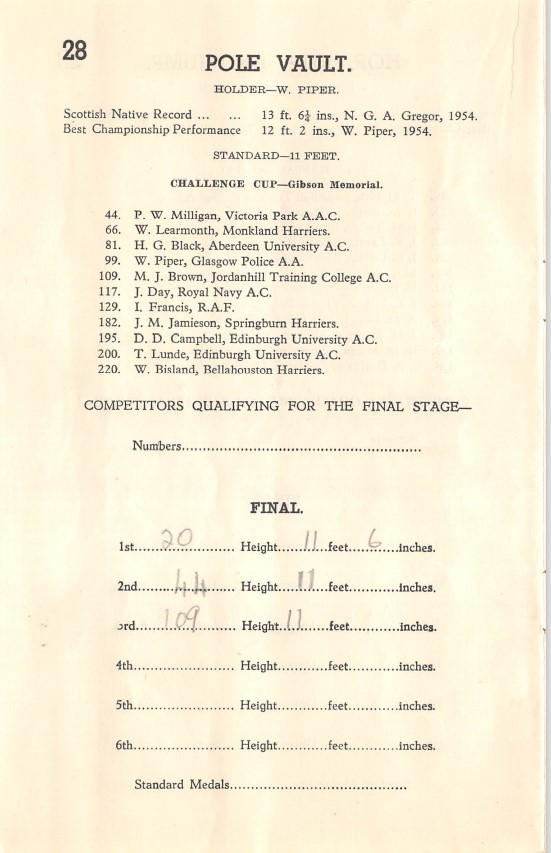 28
POLE VAULT.
HOLDER—W. PIPER.
Scottish Native Record ... ... 13 ft. 6¼ ins., N. G. A. Gregor, 1954.
Best Championship Performance 12 ft. 2 ins., W. Piper, 1954.
STANDARD—11 FEET.
CHALLENGE CUP—Gibson Memorial.
44. P. W. Milligan, Victoria Park A.A.C.
66. W. Learmonth, Monkland Harriers.
81. H. G. Black, Aberdeen University A.C.
99. W. Piper, Glasgow Police A.A.
109. M. J. Brown, Jordanhill Training College A.C.
117. J. Day, Royal Navy A.C.
129. I. Francis, R.A.F.
182. J. M. Jamieson, Springburn Harriers.
195. D. D. Campbell, Edinburgh University A.C.
200. T. Lunde, Edinburgh University A.C.
220. W. Bisland, Bellahouston Harriers.
COMPETITORS QUALIFYING FOR THE FINAL STAGE—
Numbers..........................................................
FINAL.
1st......20.......... Height.....11...feet....6....inches.
2nd.........44....... Height.....11....feet............inches.
3rd.......109........ Height..11......feet............inches.
4th........................ Height............feet............inches.
5th........................ Height............feet............inches.
6th........................ Height............feet............inches.
Standard Medals...........................................